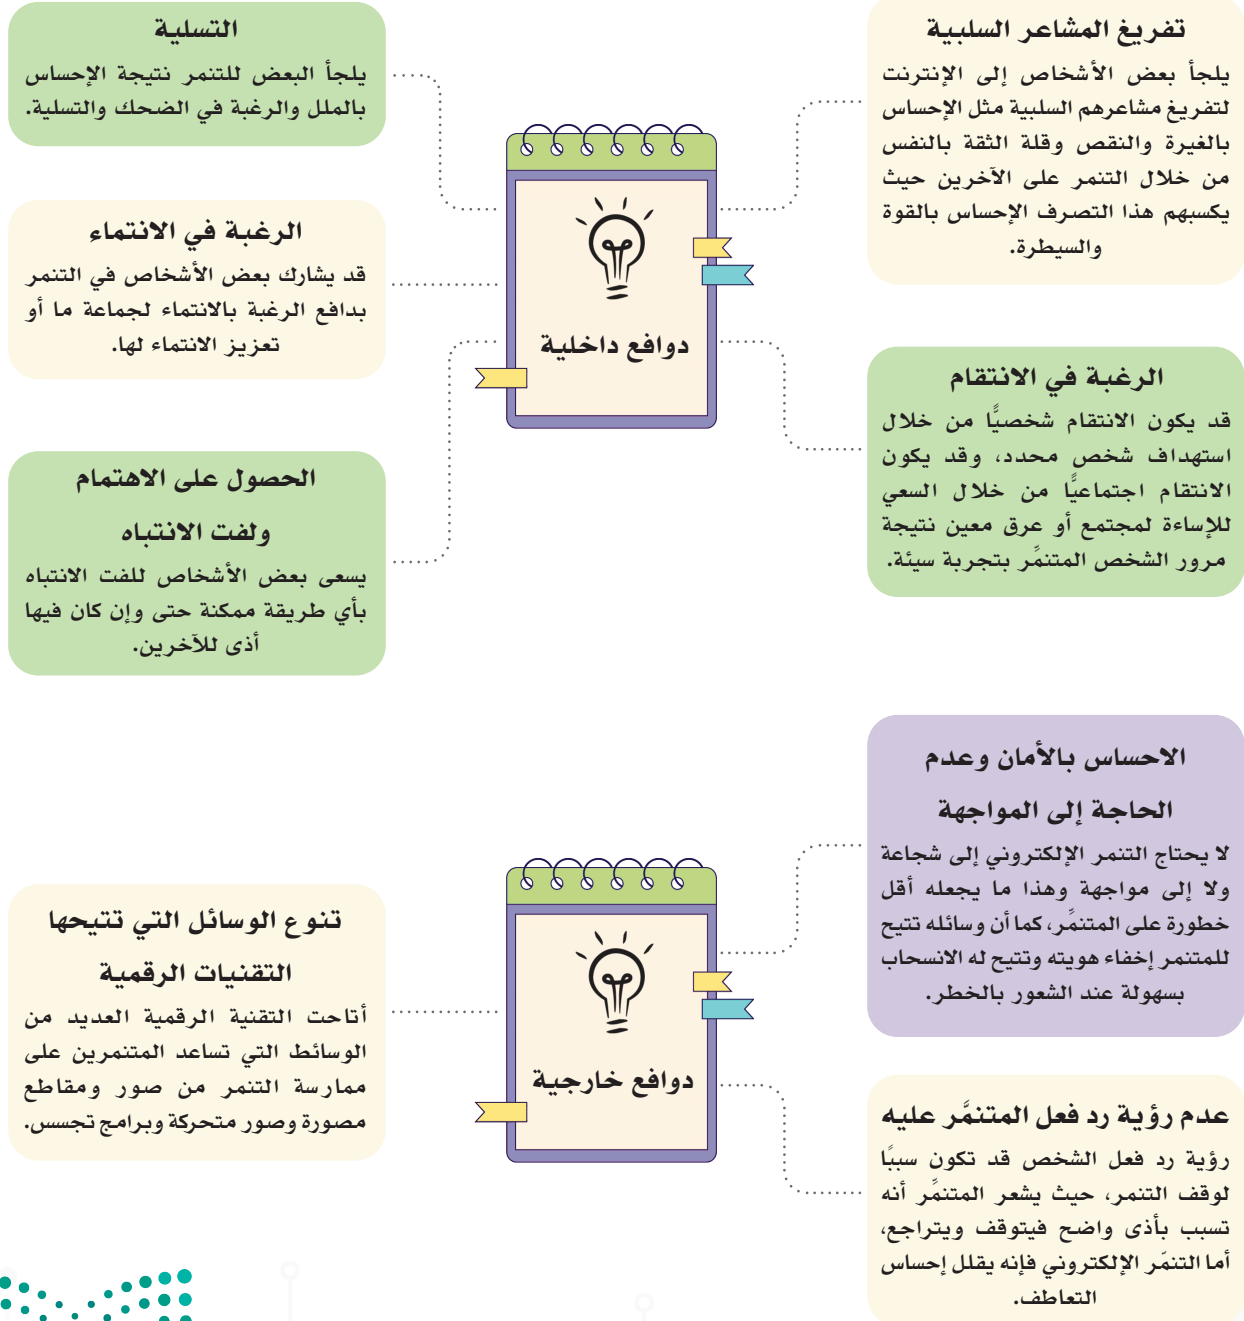 تفريغ المشاعر السلبية
يلجأ بعض الأشخاص إلى الإنترنت
لتفريغ مشاعرهم السلبية مثل الإحساس
بالغيرة والنقص وقلة الثقة بالنفس
من خلال التنمر على الآخرين حيث
يكسبهم هذا التصرف الإحساس بالقوة
والسيطرة.
الرغبة في الانتقام
قد يكون الانتقام شخصيًّا من خلال
استهداف شخص محدد، وقد يكون
الانتقام اجتماعيًّا من خلال السعي
للإساءة لمجتمع أو عرق معين نتيجة
مرور الشخص المتنمِّر بتجربة سيئة.
دوافع داخلية
التسلية
يلجأ البعض للتنمر نتيجة الإحساس
بالملل والرغبة في الضحك والتسلية.
الرغبة في الانتماء
قد يشارك بعض الأشخاص في التنمر
بدافع الرغبة بالانتماء لجماعة ما أو
تعزيز الانتماء لها.
الحصول على الاهتمام
ولفت الانتباه
يسعى بعض الأشخاص للفت الانتباه
بأي طريقة ممكنة حتى وإن كان فيها
أذى للآخرين.
الاحساس بالأمان وعدم
الحاجة إلى المواجهة
لا يحتاج التنمر الإلكتروني إلى شجاعة
ولا إلى مواجهة وهذا ما يجعله أقل
خطورة على المتنمِّر، كما أن وسائله تتيح
للمتنمر إخفاء هويته وتتيح له الانسحاب
بسهولة عند الشعور بالخطر.
عدم رؤية رد فعل المتنمَّر عليه
رؤية رد فعل الشخص قد تكون سببًا
لوقف التنمر، حيث يشعر المتنمِّر أنه
تسبب بأذى واضح فيتوقف ويتراجع،
أما التنمّر الإلكتروني فإنه يقلل إحساس
التعاطف.
دوافع خارجية
تنوع الوسائل التي تتيحها
التقنيات الرقمية
أتاحت التقنية الرقمية العديد من
الوسائط التي تساعد المتنمرين على
ممارسة التنمر من صور ومقاطع
مصورة وصور متحركة وبرامج تجسس.